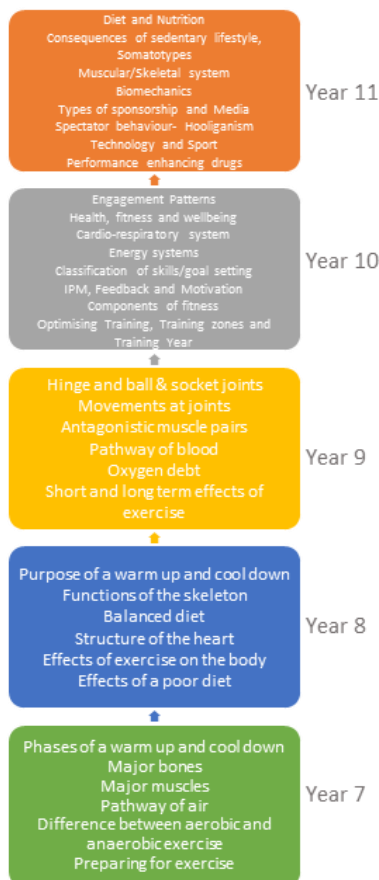 Diet and Nutrition
Consequences of sedentary lifestyle,
Somatotypes
Muscular/Skeletal system
Biomechanics
Types of sponsorship and Media
Spectator behaviour- Hooliganism
Technology and Sport
Performance enhancing drugs
Year 11
Engagement Patterns
Health, fitness and wellbeing
Cardio-respiratory system
Energy systems
Classification of skills/goal setting
IPM, Feedback and Motivation
Components of fitness
Optimising Training, Training zones and
Training Year
Year 10
Hinge and ball & socket joints
Movements at joints
Antagonistic muscle pairs
Pathway of blood
Oxygen debt
Short and long term effects of
exercise
Year 9
Purpose of a warm up and cool down
Functions of the skeleton
Balanced diet
Structure of the heart
Effects of exercise on the body
Effects of a poor diet
Year 8
Phases of a warm up and cool down
Major bones
Major muscles
Pathway of air
Difference between aerobic and
anaerobic exercise
Preparing for exercise
Year 7